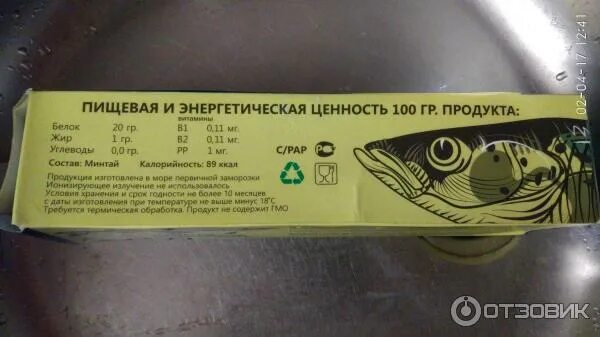 ПИЩЕВАЯ И ЭНЕРГЕТИЧЕСКАЯ ЦЕННОСТЬ 100 ГР. ПРОДУКТА:
витамины
Белок 20 гр. В1 0,11 мг.
Жир 1 гр. В2 0,11 мг.
Углеводы 0,0 гр. РР 1 мг.
С/РАР
Состав: Минтай Калорийность: 89 ккал
Продукция изготовлена в море первичной заморозки
Ионизирующее излучение не использовалось
Условия хранения и срок годности не более 10 месяцев
с даты изготовления при температуре не выше минус 18°С
Требуется термическая обработка. Продукт не содержит ГМО
02-04-17 12:41
ОТЗОВИК